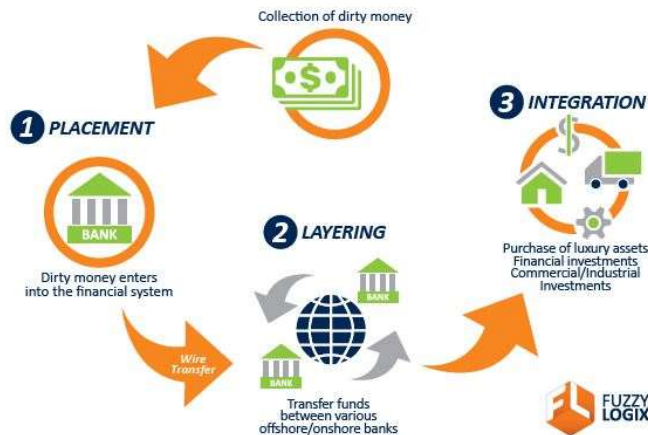 Collection of dirty money
$
1 PLACEMENT
BANK
Dirty money enters
into the financial system
Wire
Transfer
2 LAYERING
BANK
BANK
Transfer funds
between various
offshore/onshore banks
3 INTEGRATION
$
Purchase of luxury assets
Financial investments
Commercial/Industrial
Investments
FL
FUZZY
LOGIX